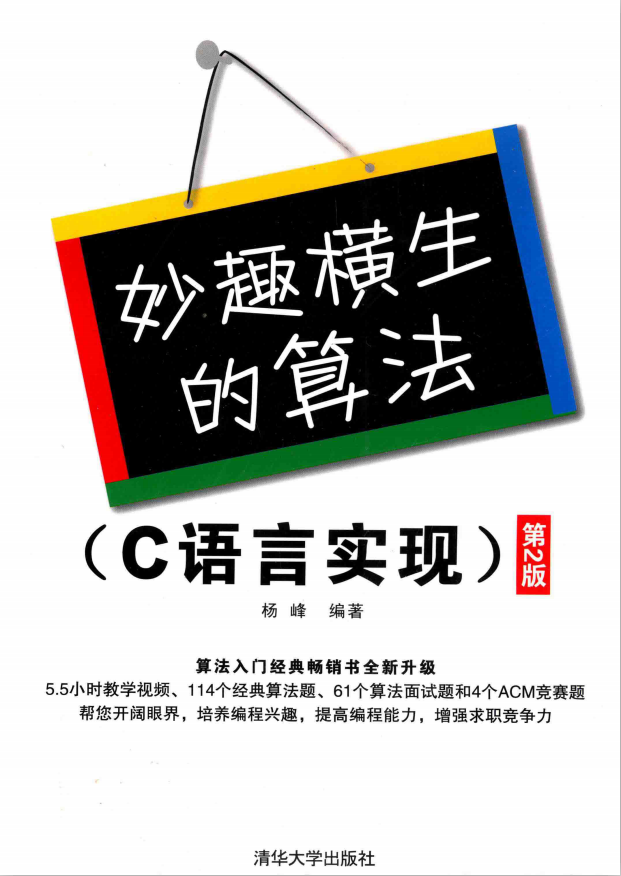 妙趣横生
的算法
（C语言实现）
第2版
杨峰 编著
算法入门经典畅销书全新升级
5.5小时教学视频、114个经典算法题、61个算法面试题和4个ACM竞赛题
帮您开阔眼界，培养编程兴趣，提高编程能力，增强求职竞争力
清华大学出版社